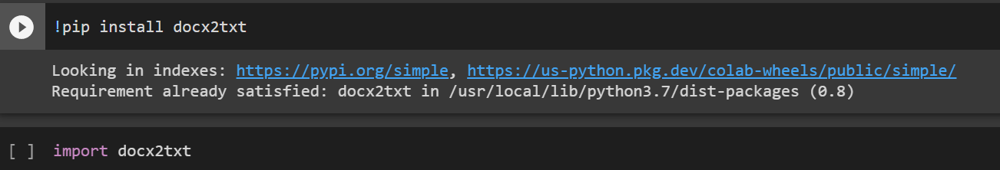 !pip install docx2txt
Looking in indexes: https://pypi.org/simple, https://us-python.pkg.dev/colab-wheels/public/simple/
Requirement already satisfied: docx2txt in /usr/local/lib/python3.7/dist-packages (0.8)
[ ] import docx2txt